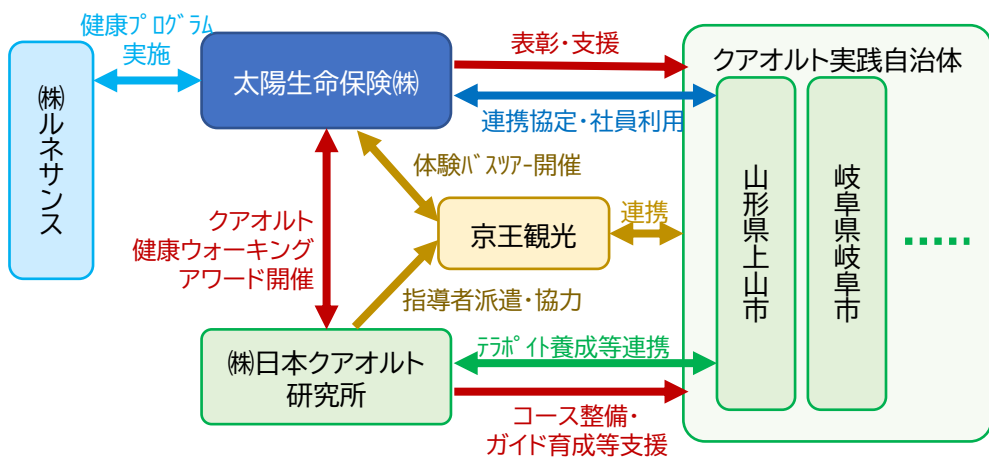 健康プログラム
実施
㈱ルネサンス
太陽生命保険㈱
表彰・支援
連携協定・社員利用
クアオルト実践自治体
体験バスツアー開催
クアオルト
健康ウォーキング
アワード開催
京王観光
連携
山形県上山市
岐阜県岐阜市
指導者派遣・協力
㈱日本クアオルト
研究所
テラポイト養成等連携
コース整備・
ガイド育成等支援